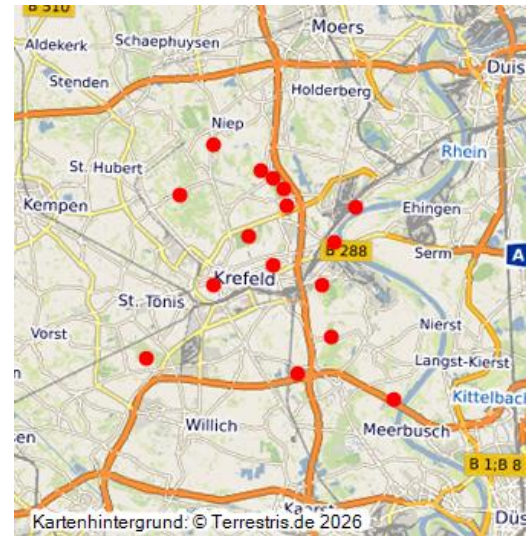 B 510
Moers
Aldekerk
Schaephuysen
Duis
Stenden
Holderberg
Niep
Rhein
St. Hubert
Kempen
Ehingen
B 288
Serm
A
Krefeld
St. Tönis
Vorst
Nierst
Langst-Kierst
Kittelbach
Willich
Meerbusch
sen
B 1;B 8
Kaarst
Düs
Kartenhintergrund: © Terrestris.de 2026